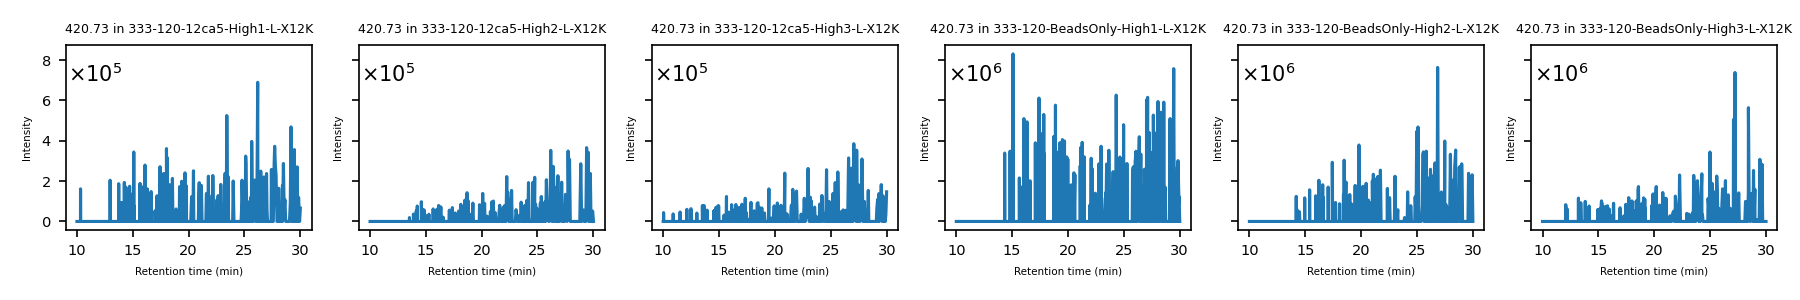 420.73 in 333-120-12ca5-High1-L-X12K
420.73 in 333-120-12ca5-High2-L-X12K
420.73 in 333-120-12ca5-High3-L-X12K
420.73 in 333-120-BeadsOnly-High1-L-X12K
420.73 in 333-120-BeadsOnly-High2-L-X12K
420.73 in 333-120-BeadsOnly-High3-L-X12K
×10⁵
×10⁵
×10⁵
×10⁶
×10⁶
×10⁶
8
6
4
2
0
Intensity
Intensity
Intensity
Intensity
Intensity
Intensity
10 15 20 25 30
10 15 20 25 30
10 15 20 25 30
10 15 20 25 30
10 15 20 25 30
10 15 20 25 30
Retention time (min)
Retention time (min)
Retention time (min)
Retention time (min)
Retention time (min)
Retention time (min)